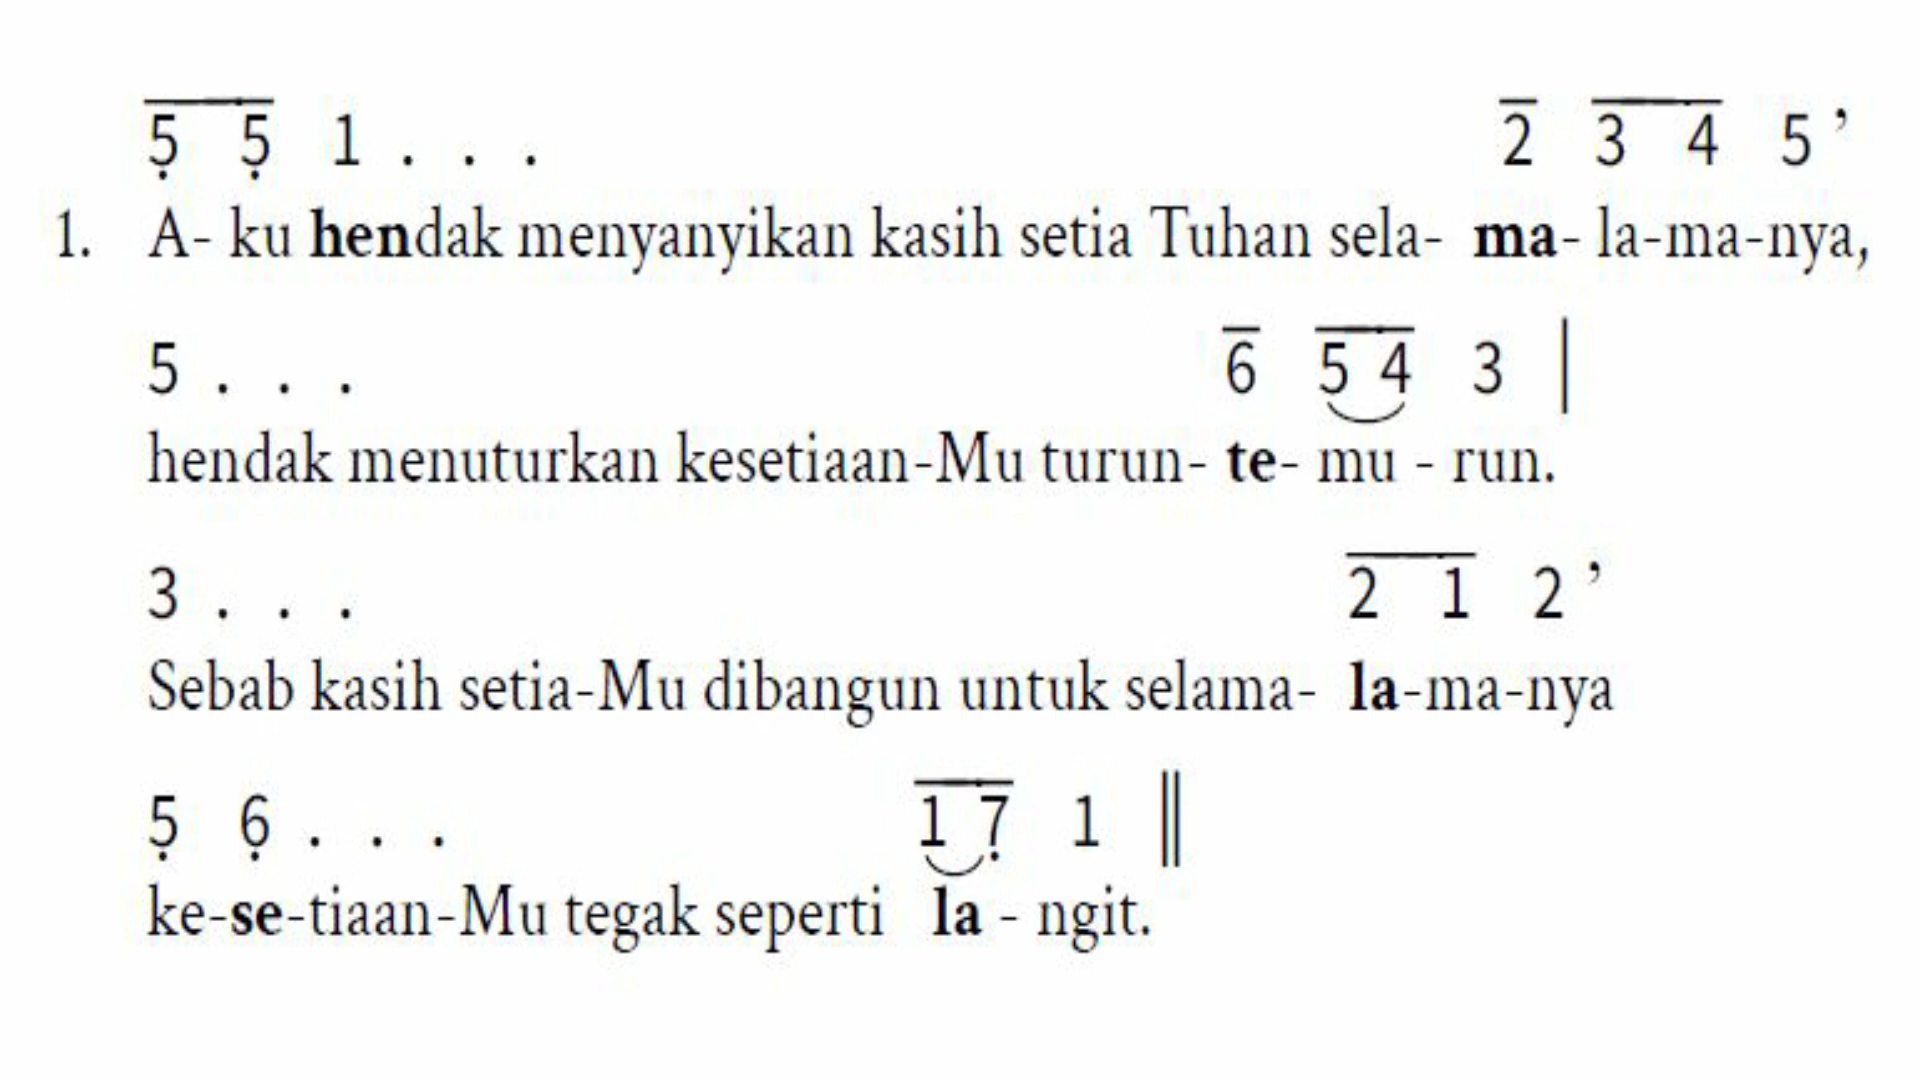 5̣ 5̣ 1 . . . 2 3 4 5 ’
1. A- ku hendak menyanyikan kasih setia Tuhan sela- ma- la-ma-nya,
5 . . . 6 5 4 3 |
hendak menuturkan kesetiaan-Mu turun- te- mu - run.
3 . . . 2 1 2 ’
Sebab kasih setia-Mu dibangun untuk selama- la-ma-nya
5̣ 6̣ . . . 1 7̣ 1 ||
ke-se-tiaan-Mu tegak seperti la - ngit.